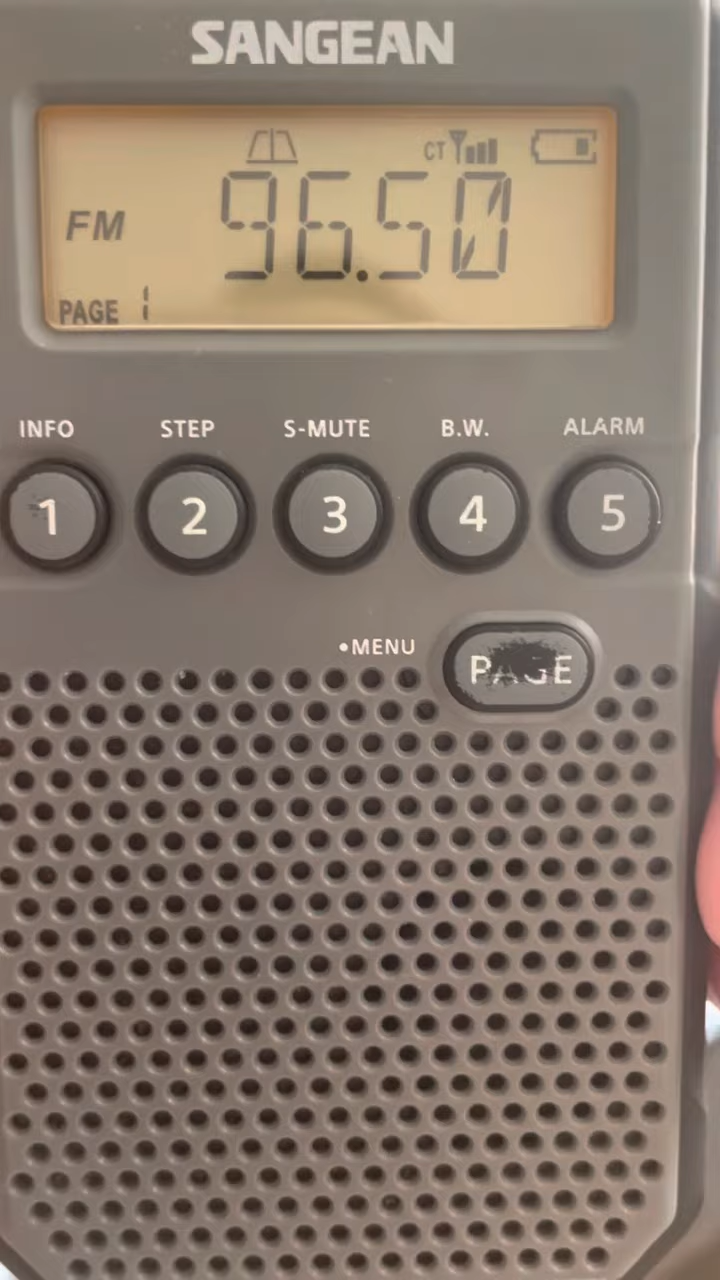 SANGEAN
CT
FM 96.50
PAGE 1
INFO STEP S-MUTE B.W. ALARM
1 2 3 4 5
•MENU PAGE